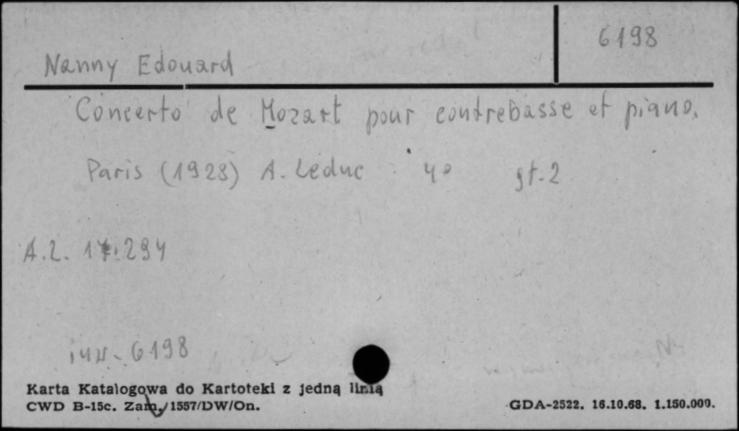 6198
Nanny Edouard
Concerto de Mozart pour contrebasse et piano.
Paris (1928) A. Leduc 4° gł. 2
A.L. 17.294
inw. 6198
Karta Katalogowa do Kartoteki z jedną linią
CWD B-15c. Zam. 1557/DW/On.
GDA-2522. 16.10.68. 1.150.000.